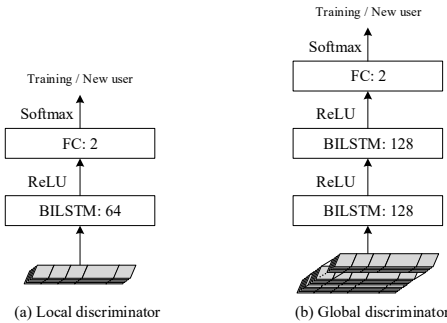 Training / New user
Softmax
FC: 2
ReLU
BILSTM: 64
(a) Local discriminator
Training / New user
Softmax
FC: 2
ReLU
BILSTM: 128
ReLU
BILSTM: 128
(b) Global discriminator